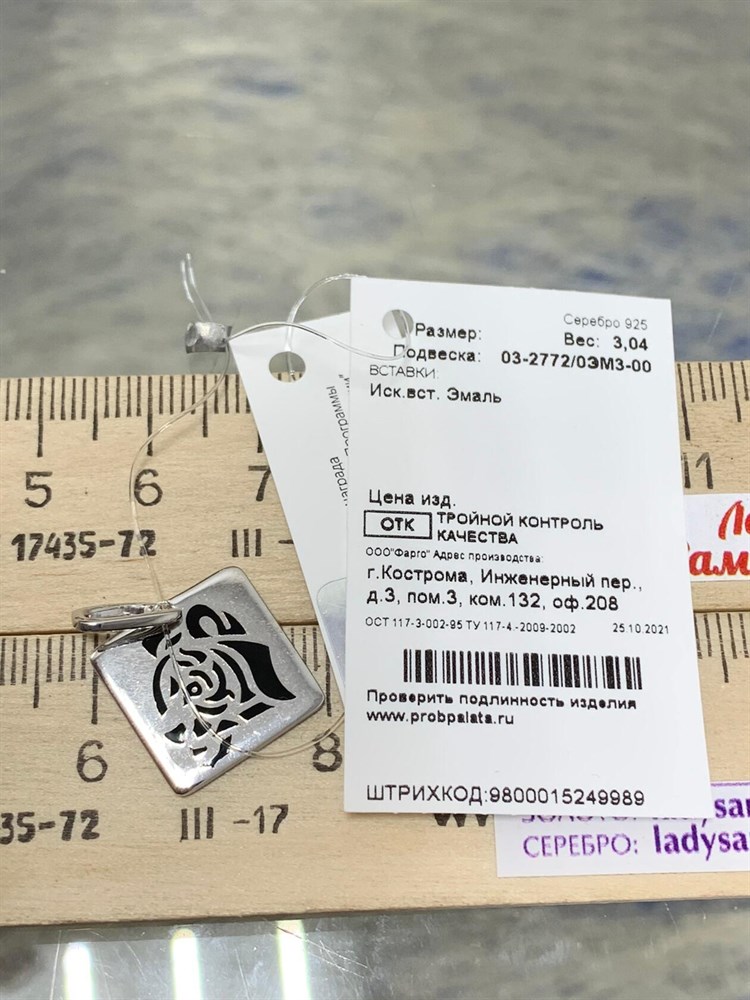 Серебро 925
Размер:
Вес: 3,04
Подвеска: 03-2772/0ЭМ3-00
ВСТАВКИ:
Иск.вст. Эмаль
Цена изд.
ОТК ТРОЙНОЙ КОНТРОЛЬ
КАЧЕСТВА
ООО"Фарго" Адрес производства:
г.Кострома, Инженерный пер.,
д.3, пом.3, ком.132, оф.208
ОСТ 117-3-002-95 ТУ 117-4-2009-2002 25.10.2021
Проверить подлинность изделия
www.probpalata.ru
ШТРИХКОД:9800015249989
5 6 7 11
17435-72 III -
6 8
35-72 III -17
СЕРЕБРО: ladysa